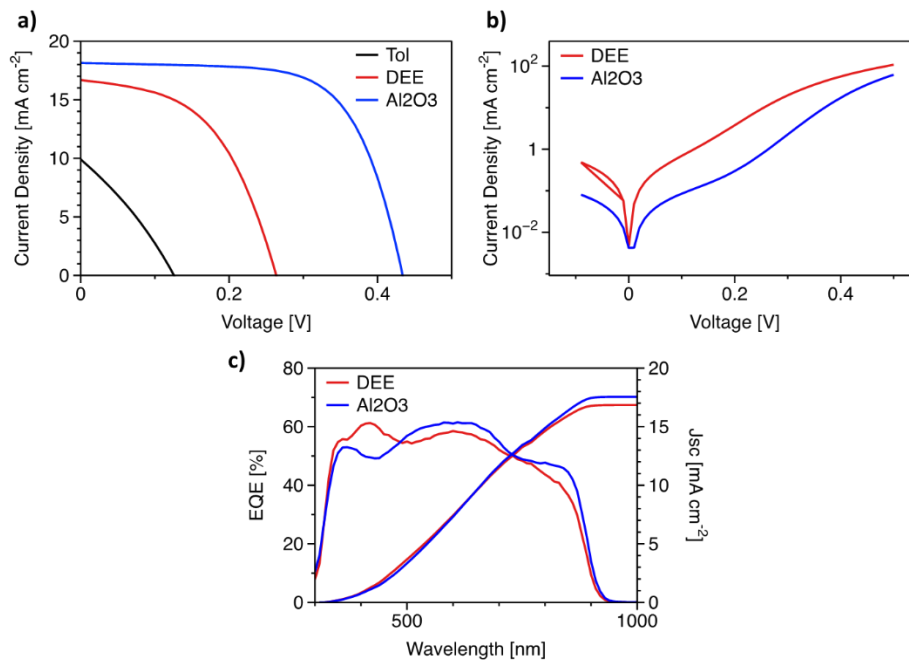 a)
Current Density [mA cm-2]
20
15
10
5
0
Tol
DEE
Al2O3
0
0.2
0.4
Voltage [V]
b)
Current Density [mA cm-2]
10²
1
10⁻²
DEE
Al2O3
0
0.2
0.4
Voltage [V]
c)
EQE [%]
80
60
40
20
0
DEE
Al2O3
20
15
10
5
0
Jsc [mA cm-2]
500
1000
Wavelength [nm]